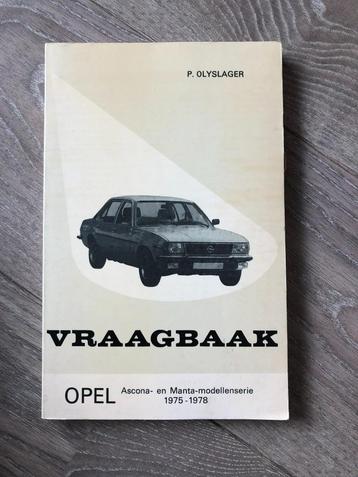 P. OLYSLAGER
VRAAGBAAK
OPEL Ascona- en Manta-modellenserie
1975-1978